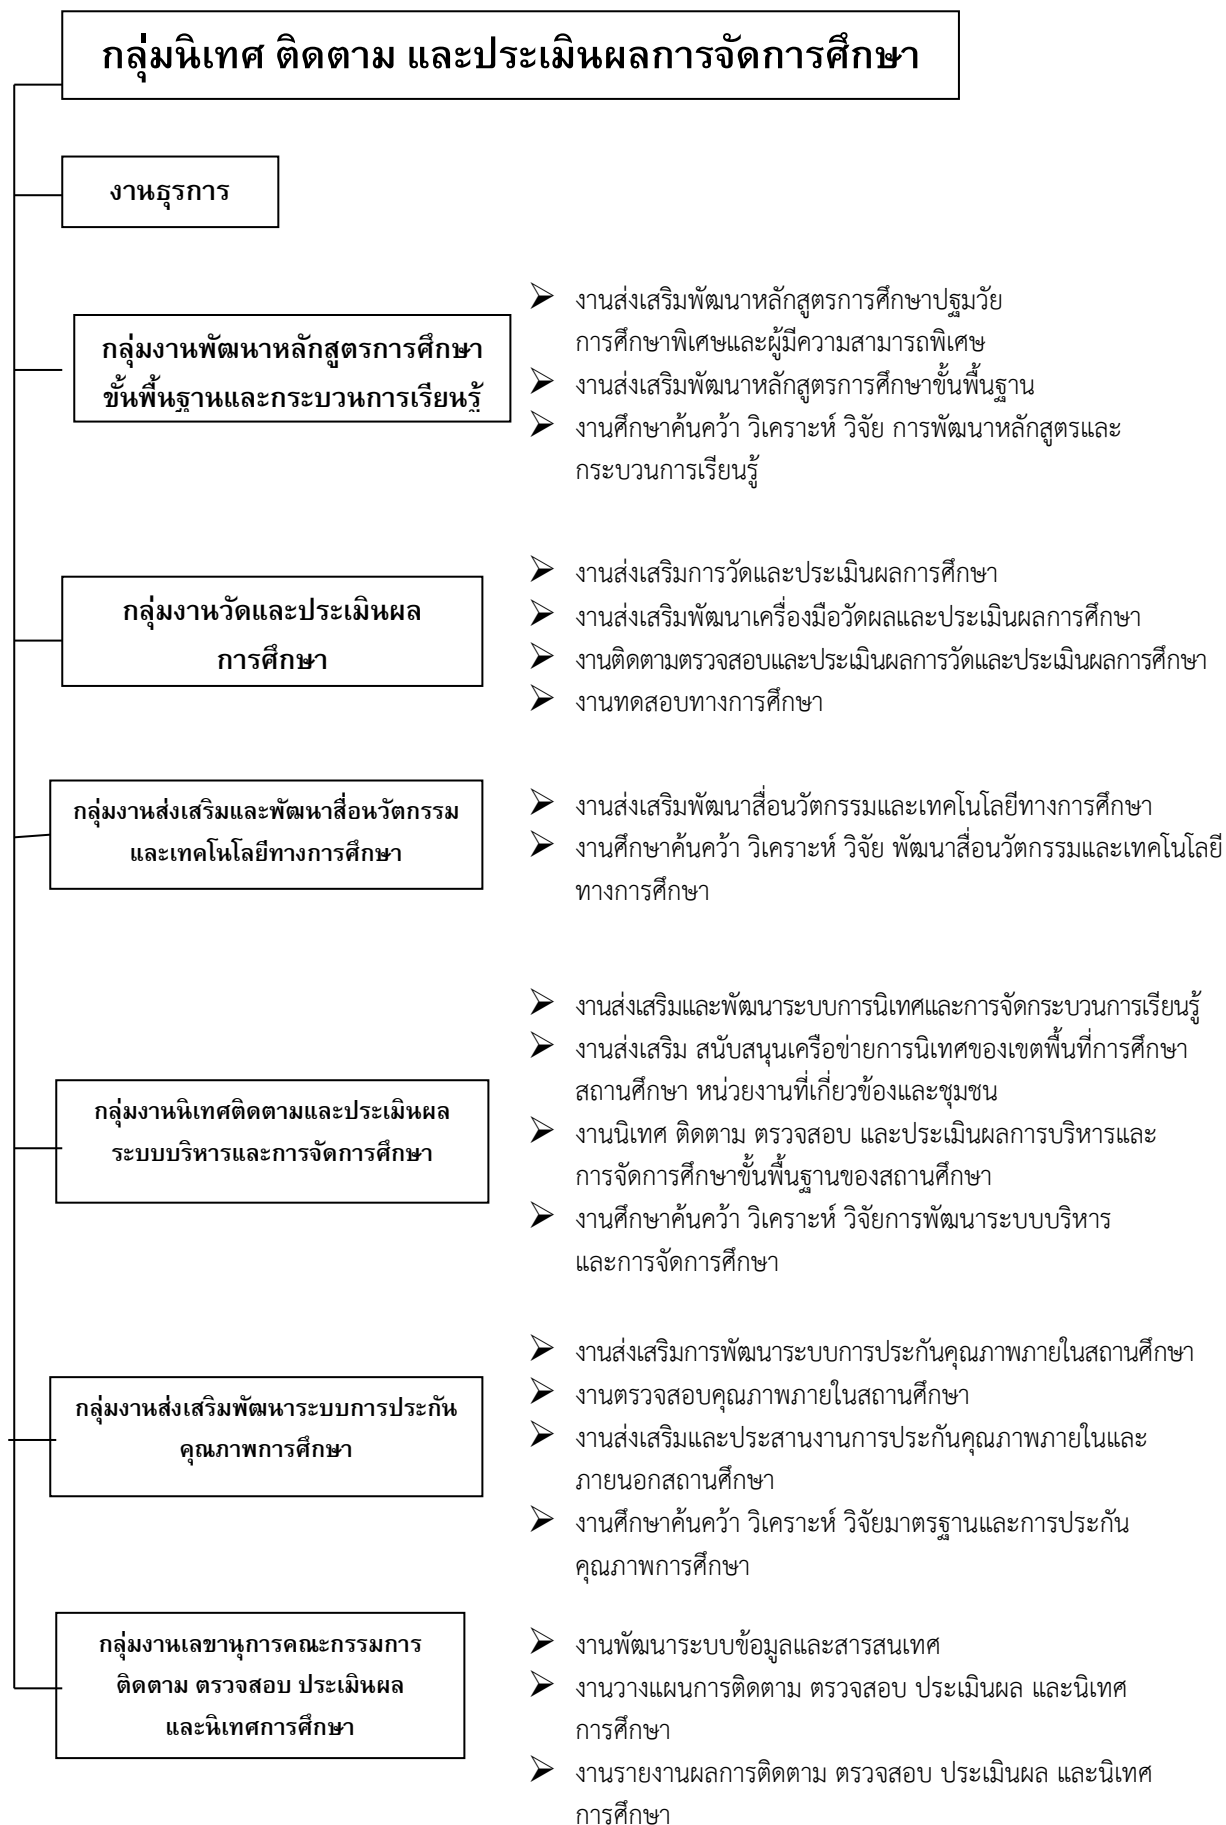 กลุ่มนิเทศ ติดตาม และประเมินผลการจัดการศึกษา
งานธุรการ
กลุ่มงานพัฒนาหลักสูตรการศึกษา
ขั้นพื้นฐานและกระบวนการเรียนรู้
➢ งานส่งเสริมพัฒนาหลักสูตรการศึกษาปฐมวัย
การศึกษาพิเศษและผู้มีความสามารถพิเศษ
➢ งานส่งเสริมพัฒนาหลักสูตรการศึกษาขั้นพื้นฐาน
➢ งานศึกษาค้นคว้า วิเคราะห์ วิจัย การพัฒนาหลักสูตรและ
กระบวนการเรียนรู้
กลุ่มงานวัดและประเมินผล
การศึกษา
➢ งานส่งเสริมการวัดและประเมินผลการศึกษา
➢ งานส่งเสริมพัฒนาเครื่องมือวัดผลและประเมินผลการศึกษา
➢ งานติดตามตรวจสอบและประเมินผลการวัดและประเมินผลการศึกษา
➢ งานทดสอบทางการศึกษา
กลุ่มงานส่งเสริมและพัฒนาสื่อนวัตกรรม
และเทคโนโลยีทางการศึกษา
➢ งานส่งเสริมพัฒนาสื่อนวัตกรรมและเทคโนโลยีทางการศึกษา
➢ งานศึกษาค้นคว้า วิเคราะห์ วิจัย พัฒนาสื่อนวัตกรรมและเทคโนโลยี
ทางการศึกษา
กลุ่มงานนิเทศติดตามและประเมินผล
ระบบบริหารและการจัดการศึกษา
➢ งานส่งเสริมและพัฒนาระบบการนิเทศและการจัดกระบวนการเรียนรู้
➢ งานส่งเสริม สนับสนุนเครือข่ายการนิเทศของเขตพื้นที่การศึกษา
สถานศึกษา หน่วยงานที่เกี่ยวข้องและชุมชน
➢ งานนิเทศ ติดตาม ตรวจสอบ และประเมินผลการบริหารและ
การจัดการศึกษาขั้นพื้นฐานของสถานศึกษา
➢ งานศึกษาค้นคว้า วิเคราะห์ วิจัยการพัฒนาระบบบริหาร
และการจัดการศึกษา
กลุ่มงานส่งเสริมพัฒนาระบบการประกัน
คุณภาพการศึกษา
➢ งานส่งเสริมการพัฒนาระบบการประกันคุณภาพภายในสถานศึกษา
➢ งานตรวจสอบคุณภาพภายในสถานศึกษา
➢ งานส่งเสริมและประสานงานการประกันคุณภาพภายในและ
ภายนอกสถานศึกษา
➢ งานศึกษาค้นคว้า วิเคราะห์ วิจัยมาตรฐานและการประกัน
คุณภาพการศึกษา
กลุ่มงานเลขานุการคณะกรรมการ
ติดตาม ตรวจสอบ ประเมินผล
และนิเทศการศึกษา
➢ งานพัฒนาระบบข้อมูลและสารสนเทศ
➢ งานวางแผนการติดตาม ตรวจสอบ ประเมินผล และนิเทศ
การศึกษา
➢ งานรายงานผลการติดตาม ตรวจสอบ ประเมินผล และนิเทศ
การศึกษา